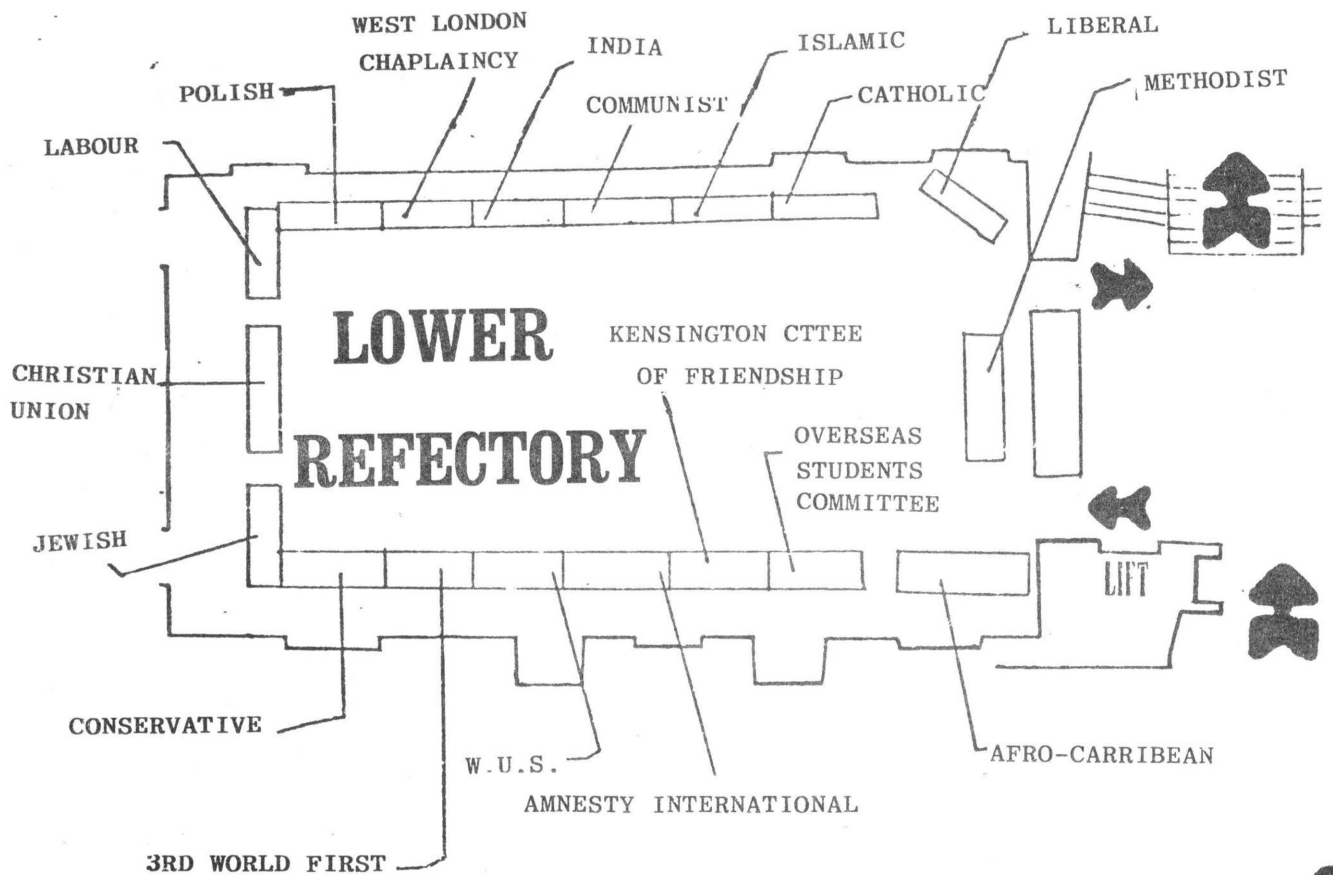 WEST LONDON
CHAPLAINCY
INDIA
ISLAMIC
LIBERAL
POLISH
COMMUNIST
CATHOLIC
METHODIST
LABOUR
LOWER
REFECTORY
KENSINGTON CTTEE
OF FRIENDSHIP
CHRISTIAN
UNION
OVERSEAS
STUDENTS
COMMITTEE
JEWISH
LIFT
CONSERVATIVE
W.U.S.
AFRO-CARRIBEAN
AMNESTY INTERNATIONAL
3RD WORLD FIRST